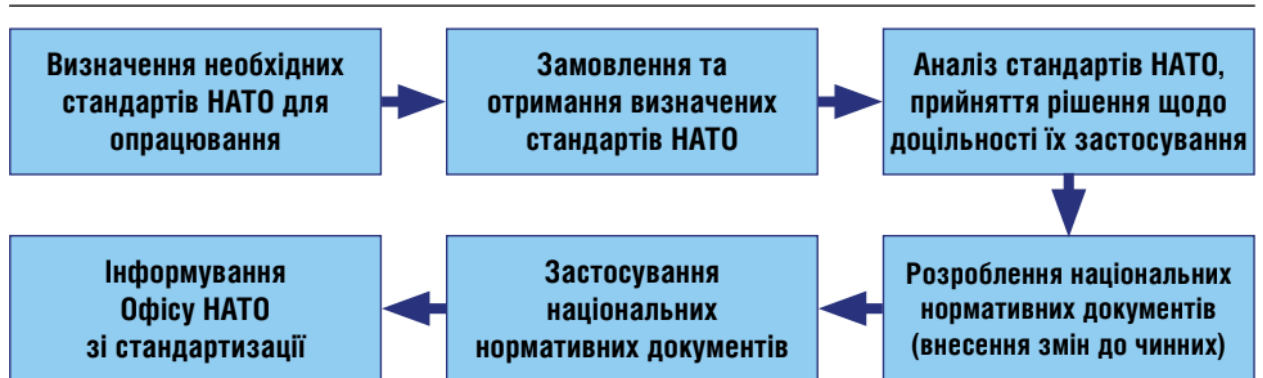 Визначення необхідних
стандартів НАТО для
опрацювання
Замовлення та
отримання визначених
стандартів НАТО
Аналіз стандартів НАТО,
прийняття рішення щодо
доцільності їх застосування
Розроблення національних
нормативних документів
(внесення змін до чинних)
Застосування
національних
нормативних документів
Інформування
Офісу НАТО
зі стандартизації